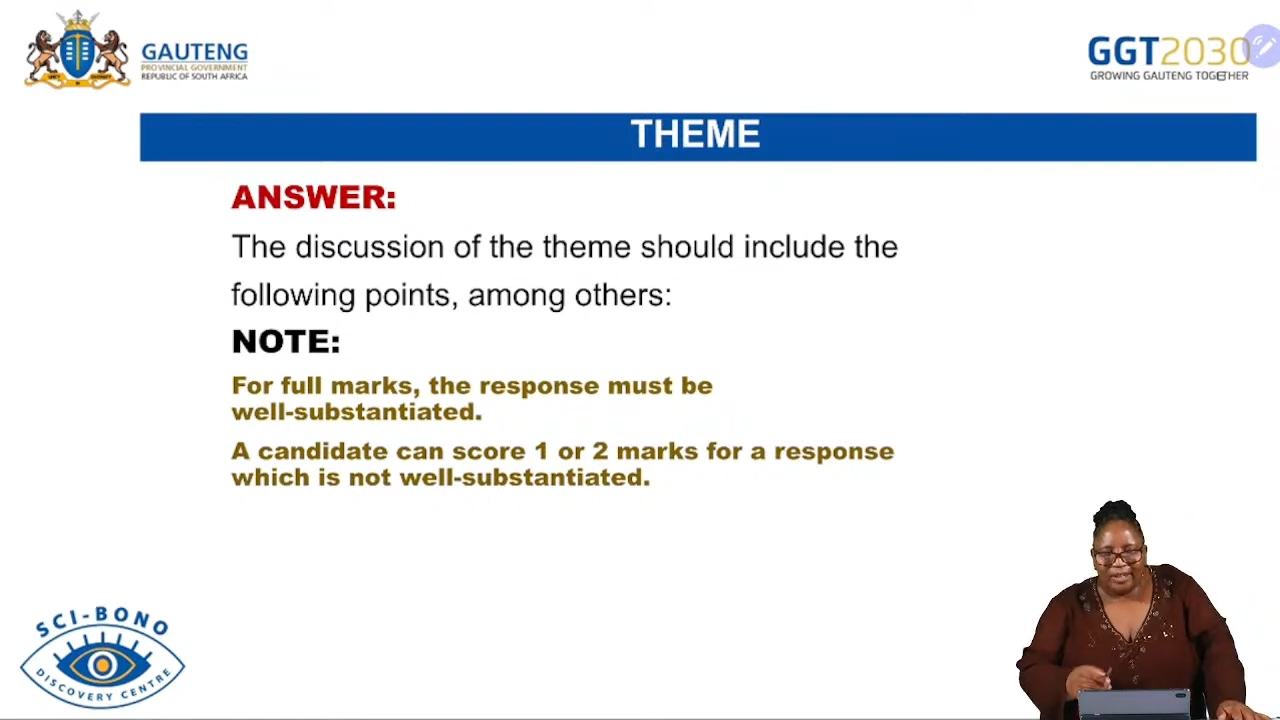 GAUTENG
PROVINCIAL GOVERNMENT
REPUBLIC OF SOUTH AFRICA
GGT2030
GROWING GAUTENG TOGETHER
THEME
ANSWER:
The discussion of the theme should include the
following points, among others:
NOTE:
For full marks, the response must be
well-substantiated.
A candidate can score 1 or 2 marks for a response
which is not well-substantiated.
SCI-BONO
DISCOVERY CENTRE